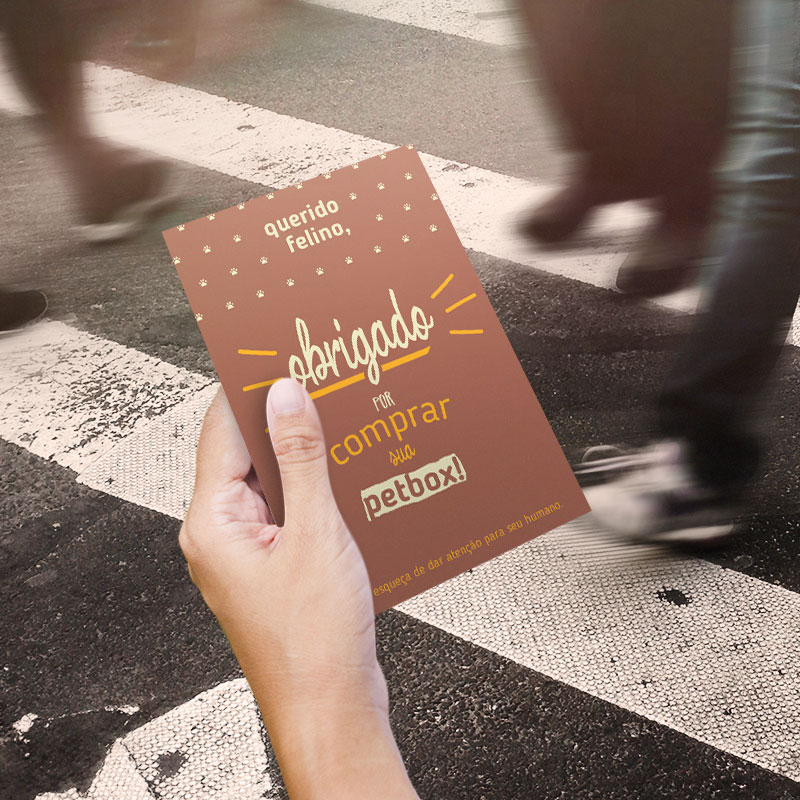 querido
felino,
obrigado
POR
comprar
sua
petbox!
esqueça de dar atenção para seu humano.